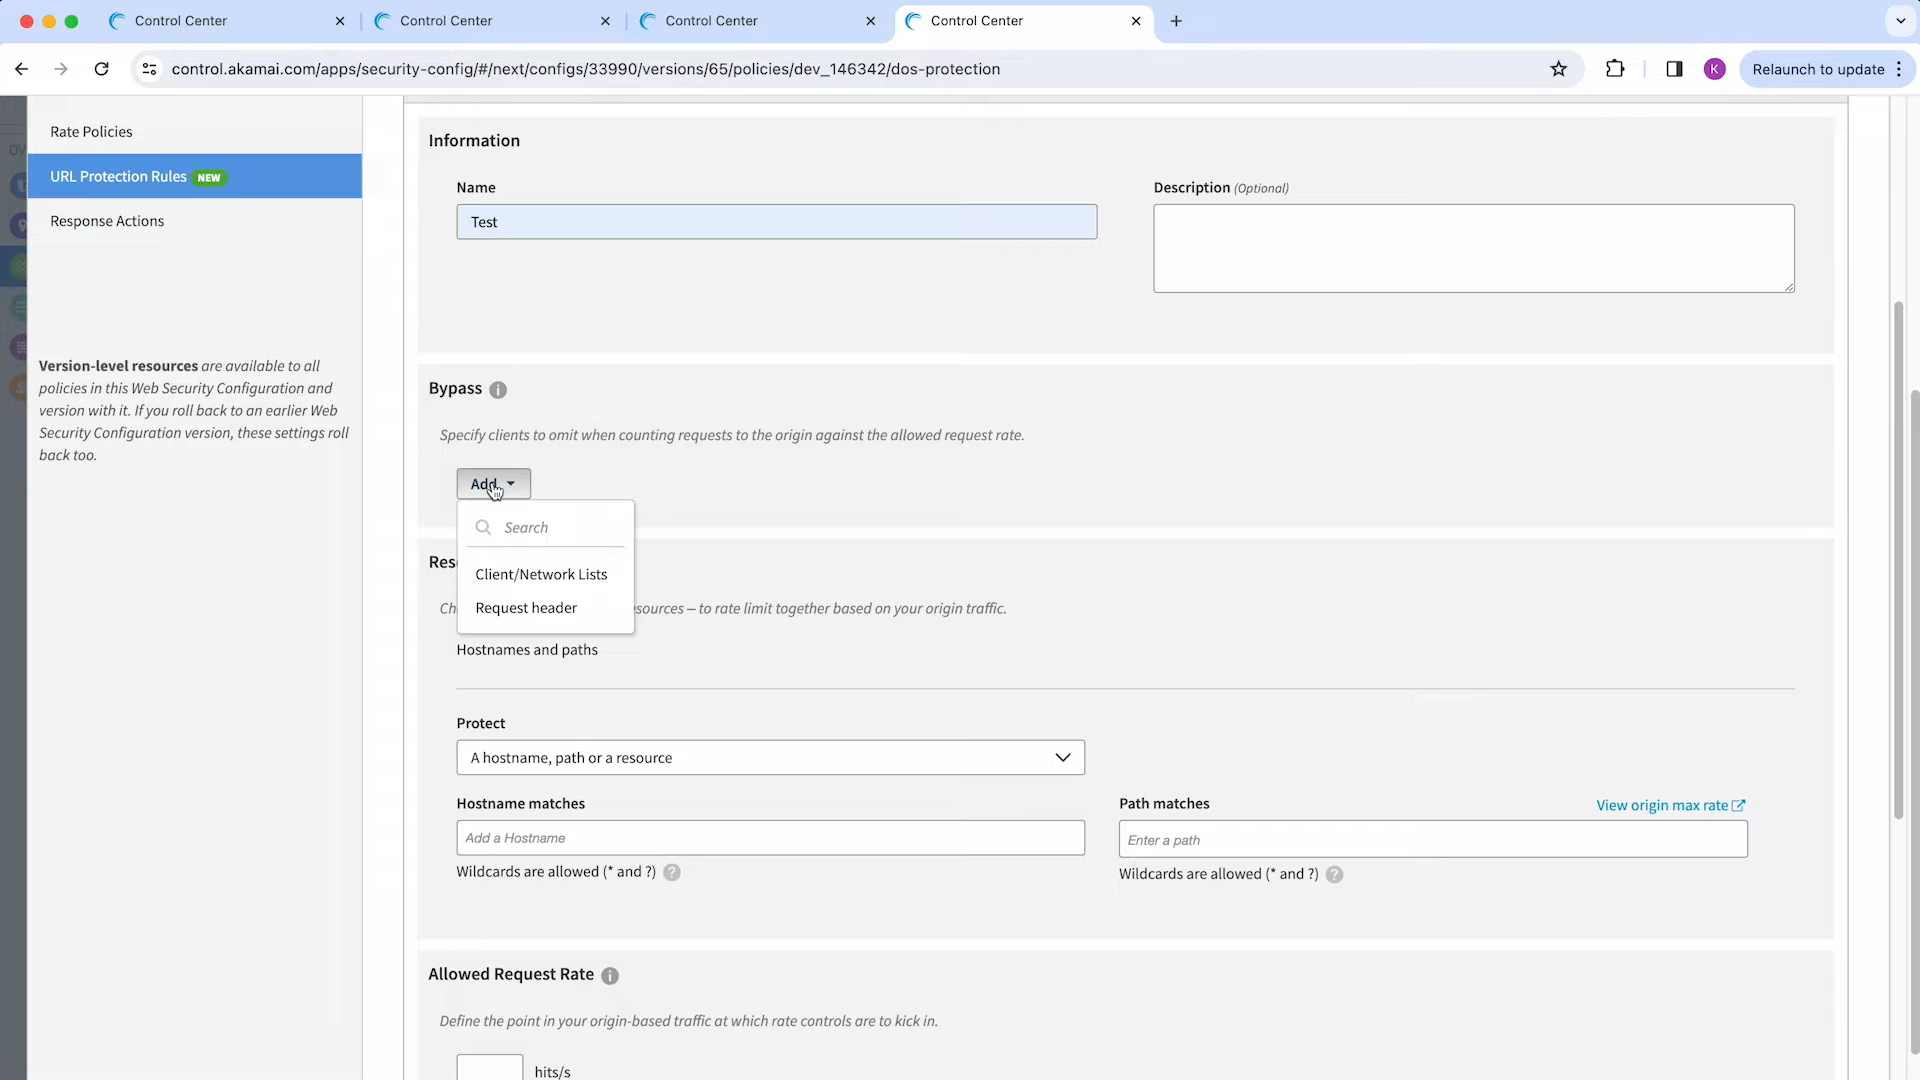 Control Center
Control Center
Control Center
Control Center
control.akamai.com/apps/security-config/#/next/configs/33990/versions/65/policies/dev_146342/dos-protection
K
Relaunch to update
Rate Policies
URL Protection Rules NEW
Response Actions
Version-level resources are available to all
policies in this Web Security Configuration and
version with it. If you roll back to an earlier Web
Security Configuration version, these settings roll
back too.
Information
Name
Test
Description (Optional)
Bypass
Specify clients to omit when counting requests to the origin against the allowed request rate.
Add
Search
Client/Network Lists
Request header
sources – to rate limit together based on your origin traffic.
Hostnames and paths
Protect
A hostname, path or a resource
Hostname matches
Add a Hostname
Wildcards are allowed (* and ?)
Path matches
View origin max rate
Enter a path
Wildcards are allowed (* and ?)
Allowed Request Rate
Define the point in your origin-based traffic at which rate controls are to kick in.
hits/s